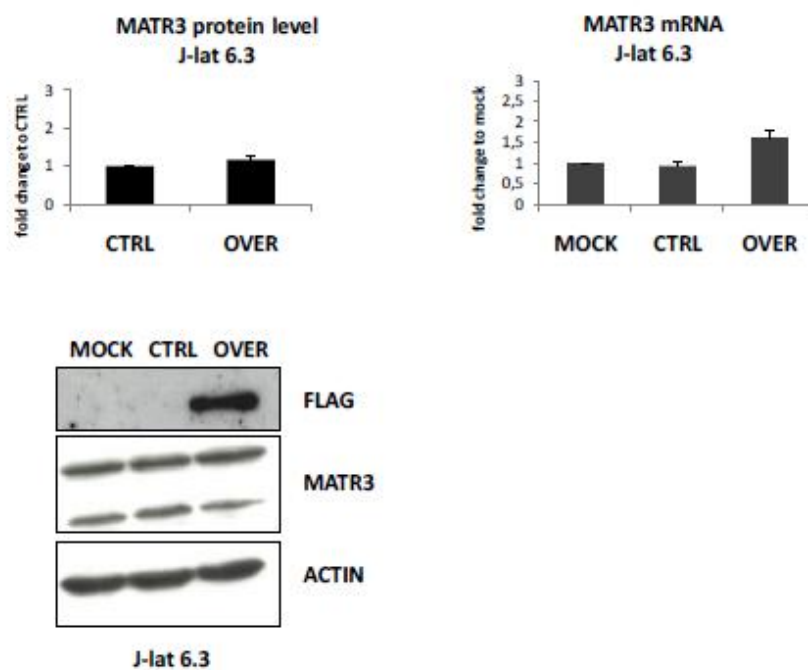 MATR3 protein level
J-lat 6.3
fold change to CTRL
3
2
1
0
CTRL OVER
MATR3 mRNA
J-lat 6.3
fold change to mock
3
2,5
2
1,5
1
0,5
0
MOCK CTRL OVER
MOCK CTRL OVER
FLAG
MATR3
ACTIN
J-lat 6.3